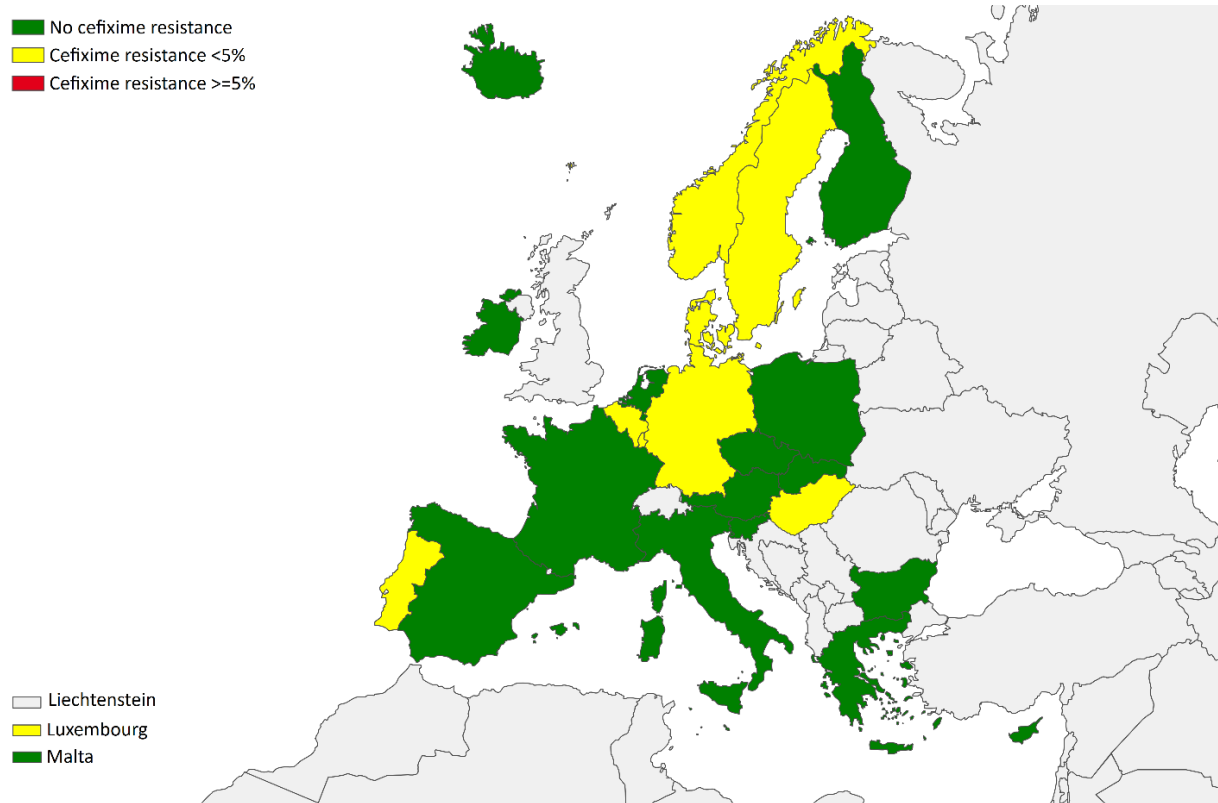 No cefixime resistance
Cefixime resistance <5%
Cefixime resistance >=5%
Liechtenstein
Luxembourg
Malta